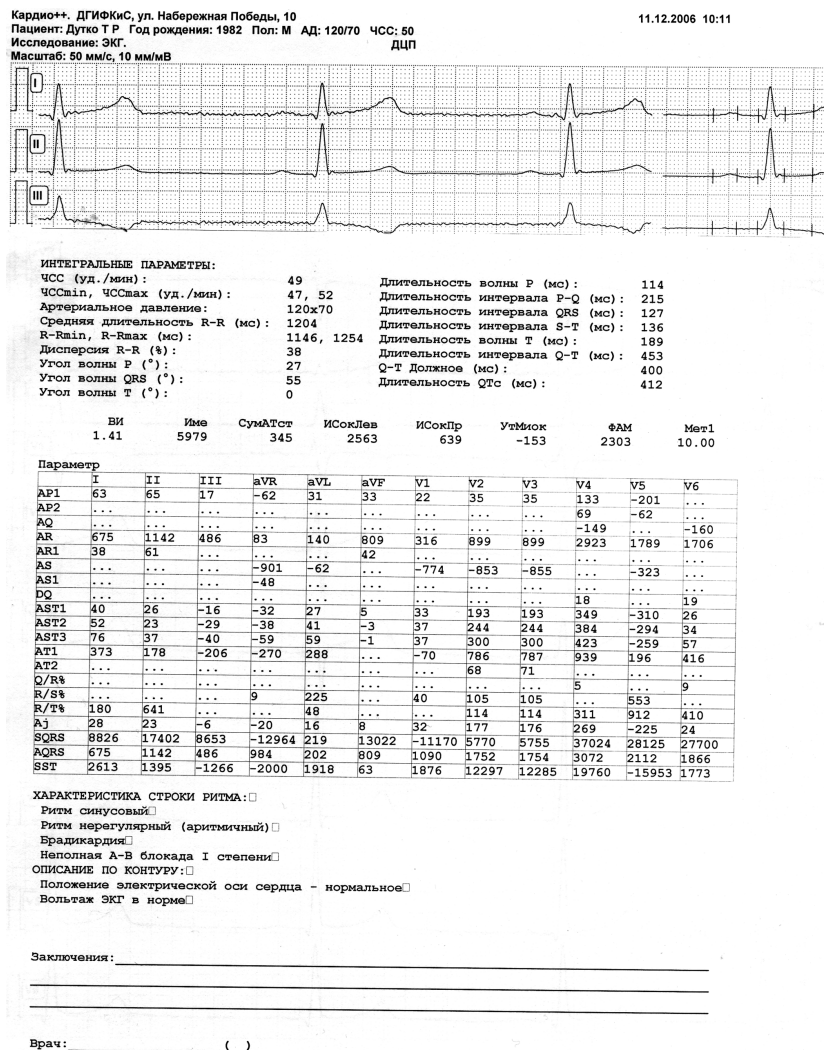 Кардио++. ДГИФКиС, ул. Набережная Победы, 10 11.12.2006 10:11
Пациент: Дутко Т Р Год рождения: 1982 Пол: М АД: 120/70 ЧСС: 50
Исследование: ЭКГ. ДЦП
Масштаб: 50 мм/с, 10 мм/мВ
I
II
III
ИНТЕГРАЛЬНЫЕ ПАРАМЕТРЫ:
ЧСС (уд./мин): 49 Длительность волны P (мс): 114
ЧССmin, ЧССmax (уд./мин): 47, 52 Длительность интервала P-Q (мс): 215
Артериальное давление: 120x70 Длительность интервала QRS (мс): 127
Средняя длительность R-R (мс): 1204 Длительность интервала S-T (мс): 136
R-Rmin, R-Rmax (мс): 1146, 1254 Длительность волны T (мс): 189
Дисперсия R-R (%): 38 Длительность интервала Q-T (мс): 453
Угол волны P (°): 27 Q-T Должное (мс): 400
Угол волны QRS (°): 55 Длительность QTc (мс): 412
Угол волны T (°): 0
ВИ Име СумАТст ИСокЛев ИСокПр УтМиок ФАМ Мет1
1.41 5979 345 2563 639 -153 2303 10.00
Параметр
I II III aVR aVL aVF V1 V2 V3 V4 V5 V6
AP1 63 65 17 -62 31 33 22 35 35 133 -201 ...
AP2 ... ... ... ... ... ... ... ... ... 69 -62 ...
AQ ... ... ... ... ... ... ... ... ... -149 ... -160
AR 675 1142 486 83 140 809 316 899 899 2923 1789 1706
AR1 38 61 ... ... ... 42 ... ... ... ... ... ...
AS ... ... ... -901 -62 ... -774 -853 -855 ... -323 ...
AS1 ... ... ... -48 ... ... ... ... ... ... ... ...
DQ ... ... ... ... ... ... ... ... ... 18 ... 19
AST1 40 26 -16 -32 27 5 33 193 193 349 -310 26
AST2 52 23 -29 -38 41 -3 37 244 244 384 -294 34
AST3 76 37 -40 -59 59 -1 37 300 300 423 -259 57
AT1 373 178 -206 -270 288 ... -70 786 787 939 196 416
AT2 ... ... ... ... ... ... ... 68 71 ... ... ...
Q/R% ... ... ... ... ... ... ... ... ... 5 ... 9
R/S% ... ... ... 9 225 ... 40 105 105 ... 553 ...
R/T% 180 641 ... ... 48 ... ... 114 114 311 912 410
Aj 28 23 -6 -20 16 8 32 177 176 269 -225 24
SQRS 8826 17402 8653 -12964 219 13022 -11170 5770 5755 37024 28125 27700
AQRS 675 1142 486 984 202 809 1090 1752 1754 3072 2112 1866
SST 2613 1395 -1266 -2000 1918 63 1876 12297 12285 19760 -15953 1773
ХАРАКТЕРИСТИКА СТРОКИ РИТМА:
Ритм синусовый
Ритм нерегулярный (аритмичный)
Брадикардия
Неполная А-В блокада I степени
ОПИСАНИЕ ПО КОНТУРУ:
Положение электрической оси сердца - нормальное
Вольтаж ЭКГ в норме
Заключения:
Врач: ( )